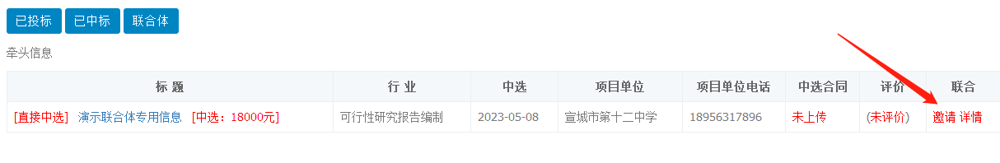 已投标 已中标 联合体
牵头信息
标 题 行 业 中选 项目单位 项目单位电话 中选合同 评价 联合
[直接中选] 演示联合体专用信息 [中选：18000元] 可行性研究报告编制 2023-05-08 宣城市第十二中学 18956317896 未上传 (未评价) 邀请 详情